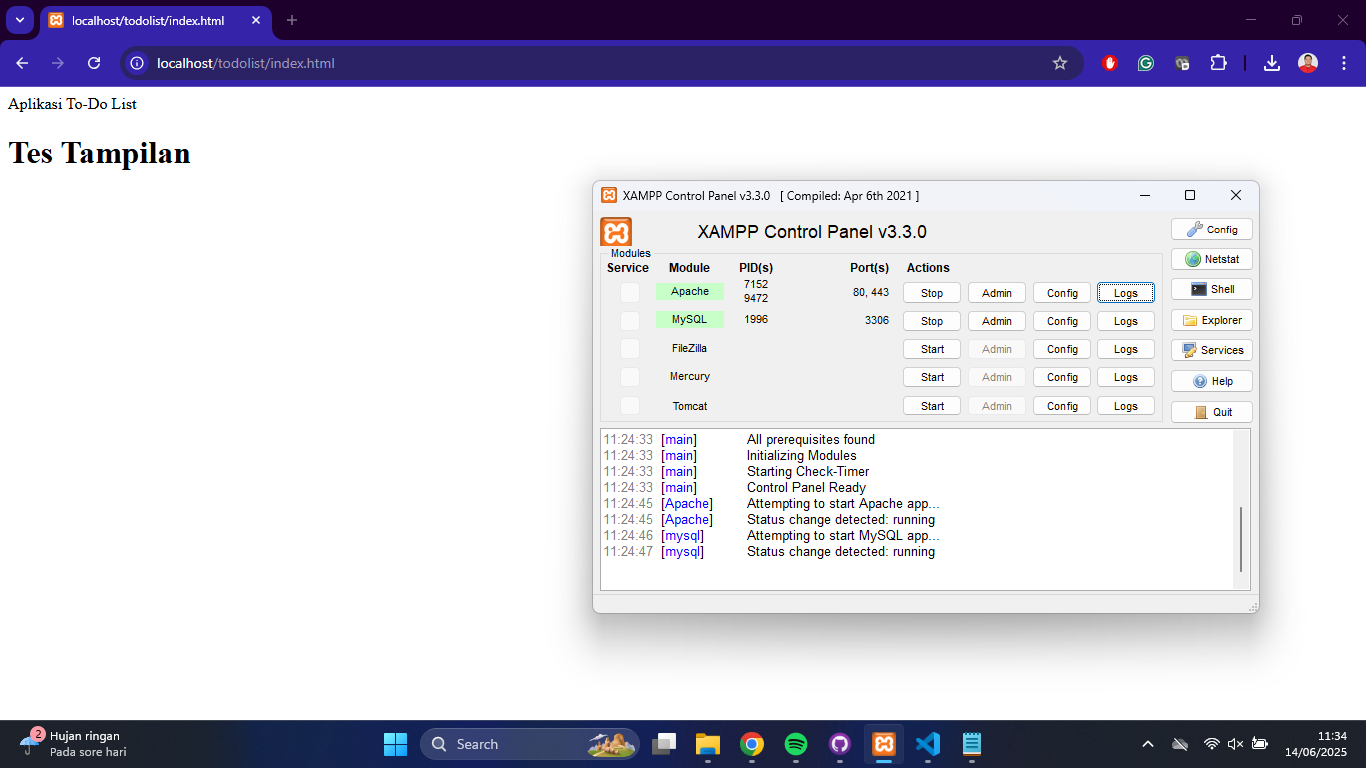 localhost/todolist/index.html
localhost/todolist/index.html
Aplikasi To-Do List
Tes Tampilan
XAMPP Control Panel v3.3.0 [ Compiled: Apr 6th 2021 ]
XAMPP Control Panel v3.3.0
Config
Modules
Service Module PID(s) Port(s) Actions
Netstat
Apache 7152 9472 80, 443 Stop Admin Config Logs
Shell
MySQL 1996 3306 Stop Admin Config Logs
Explorer
FileZilla Start Admin Config Logs
Services
Mercury Start Admin Config Logs
Help
Tomcat Start Admin Config Logs
Quit
11:24:33 [main] All prerequisites found
11:24:33 [main] Initializing Modules
11:24:33 [main] Starting Check-Timer
11:24:33 [main] Control Panel Ready
11:24:45 [Apache] Attempting to start Apache app...
11:24:45 [Apache] Status change detected: running
11:24:46 [mysql] Attempting to start MySQL app...
11:24:47 [mysql] Status change detected: running
2
Hujan ringan
Pada sore hari
Search
11:34
14/06/2025